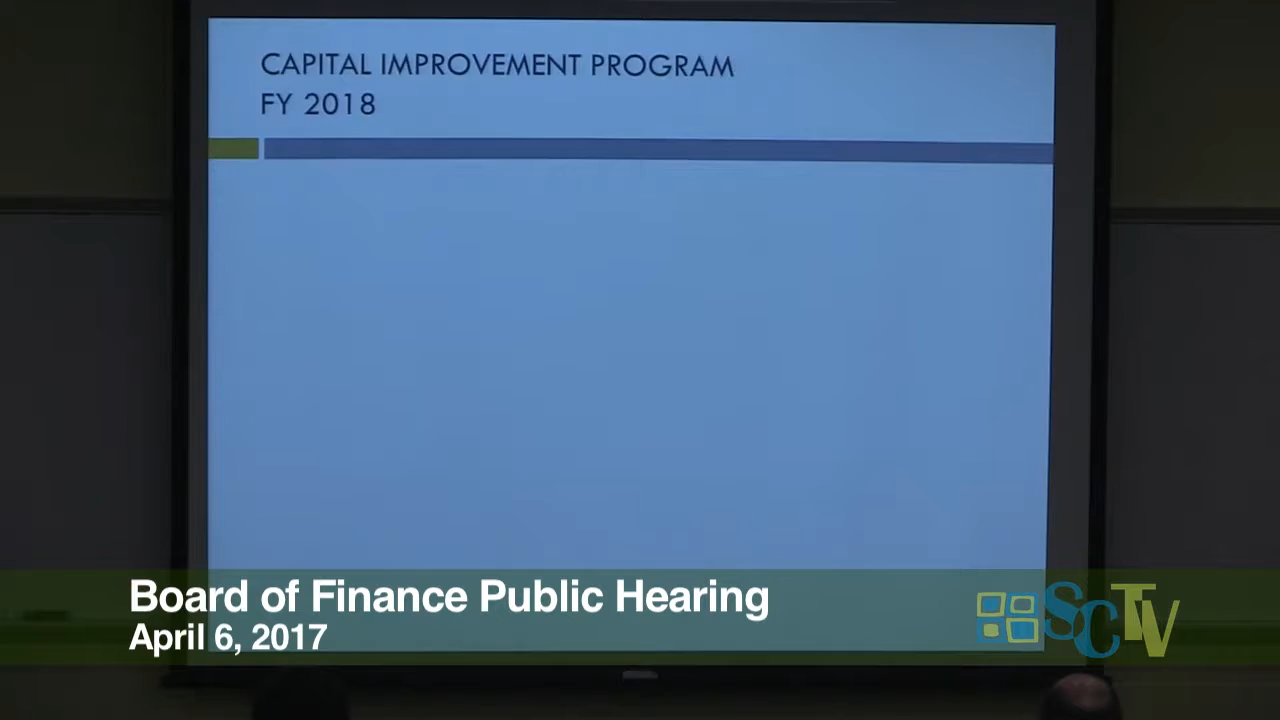 CAPITAL IMPROVEMENT PROGRAM
FY 2018
Board of Finance Public Hearing
April 6, 2017
SCTV